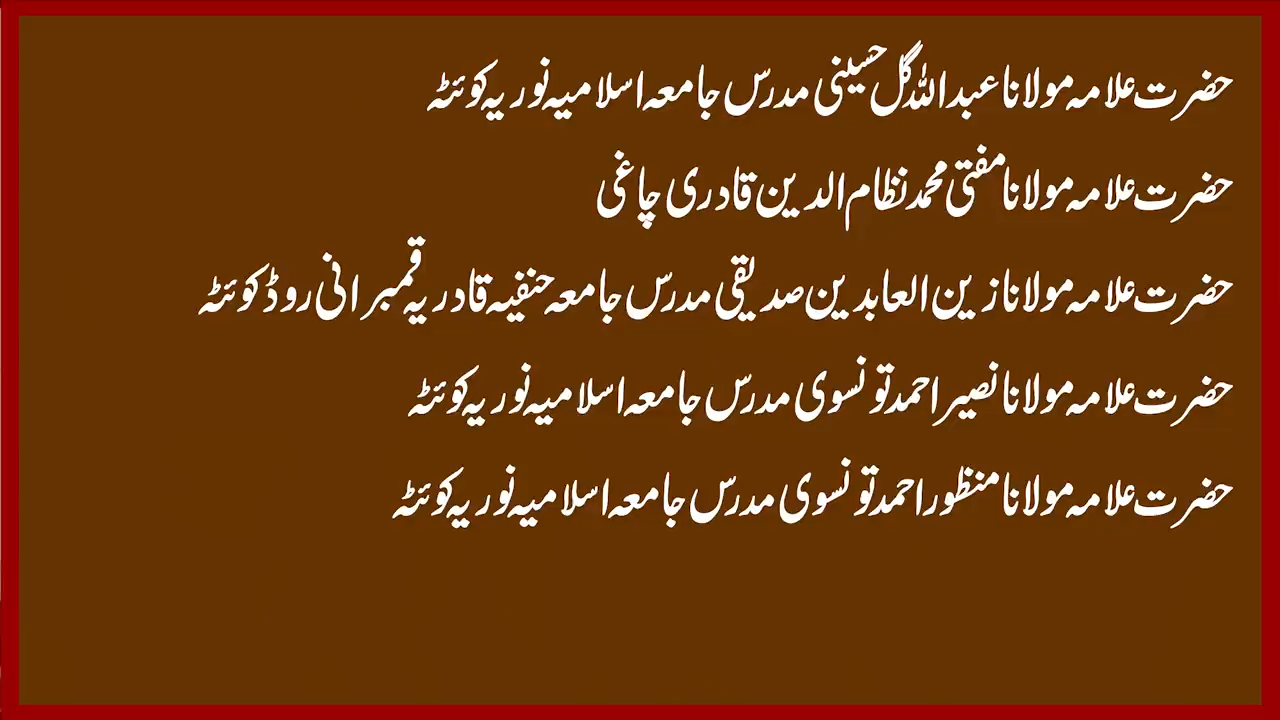 حضرت علامہ مولانا عبداللہ گل حسینی مدرس جامعہ اسلامیہ نوریہ کوئٹہ
حضرت علامہ مولانا مفتی محمد نظام الدین قادری چاغی
حضرت علامہ مولانا زین العابدین صدیقی مدرس جامعہ حنفیہ قادریہ قمبرانی روڈ کوئٹہ
حضرت علامہ مولانا نصیر احمد تونسوی مدرس جامعہ اسلامیہ نوریہ کوئٹہ
حضرت علامہ مولانا منظور احمد تونسوی مدرس جامعہ اسلامیہ نوریہ کوئٹہ